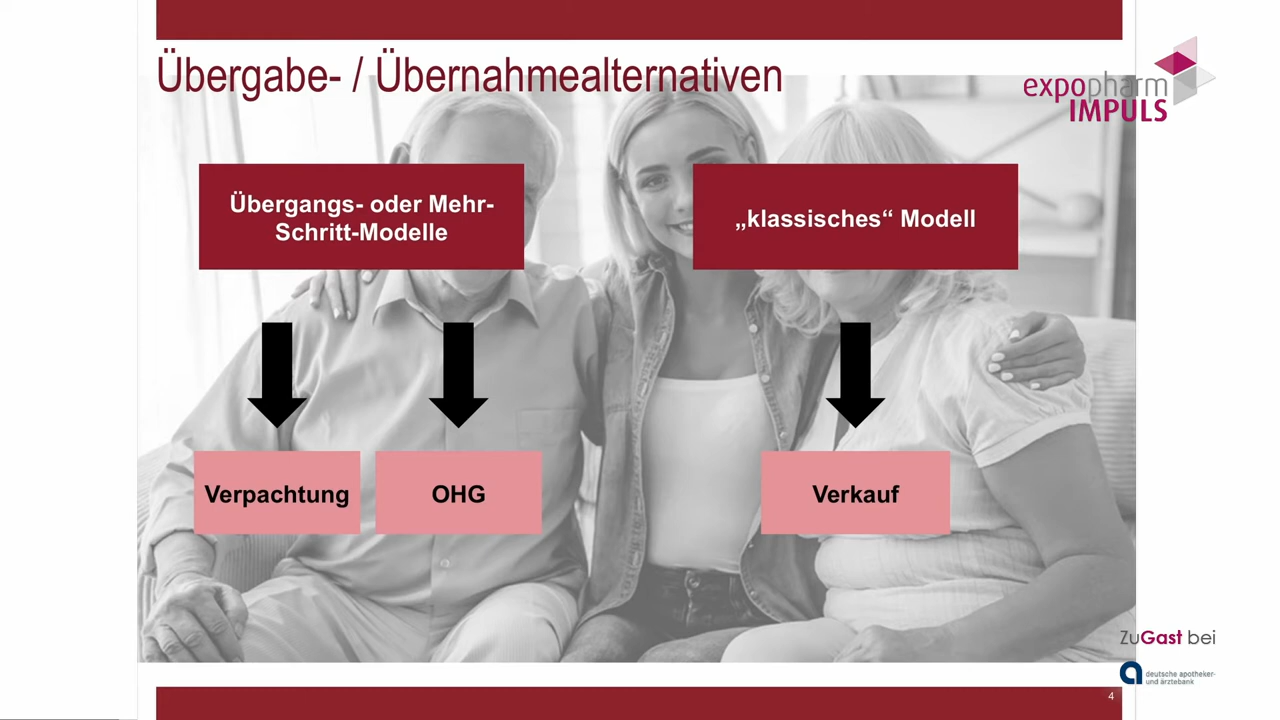 Übergabe- / Übernahmealternativen
expopharm
IMPULS
Übergangs- oder Mehr-
Schritt-Modelle
„klassisches“ Modell
Verpachtung
OHG
Verkauf
ZuGast bei
deutsche apotheker-
und ärztebank
4